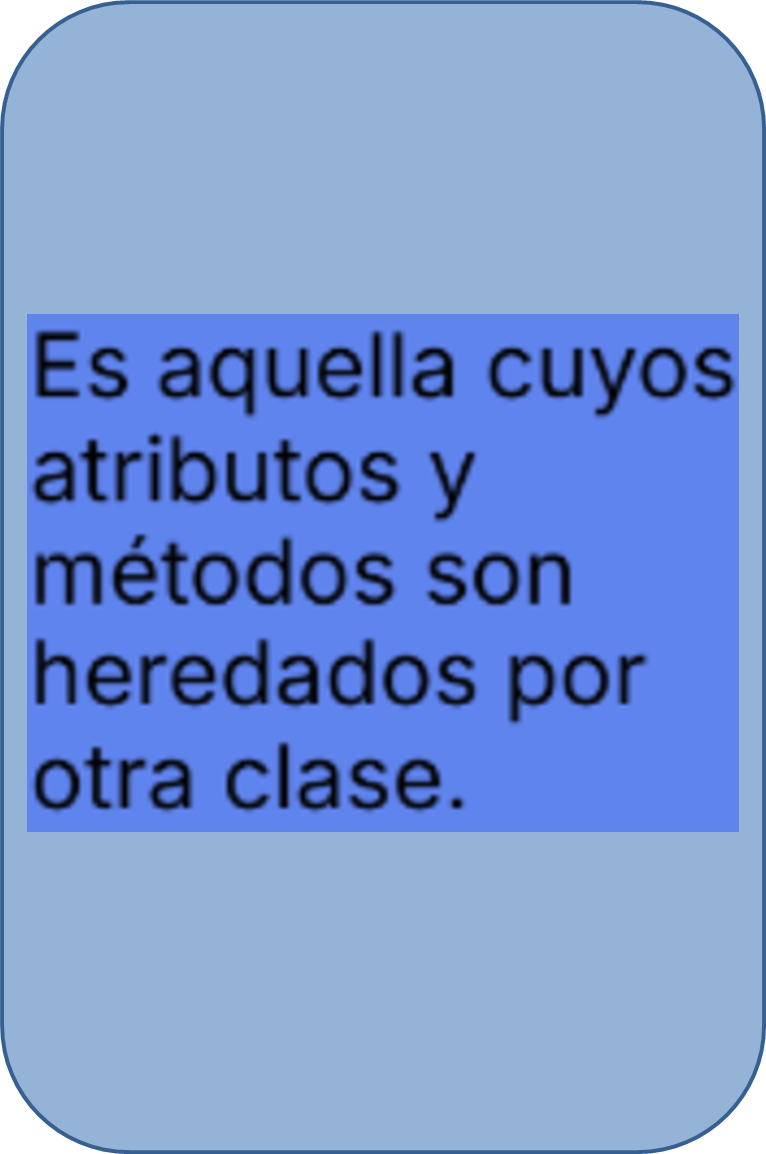 Es aquella cuyos
atributos y
métodos son
heredados por
otra clase.